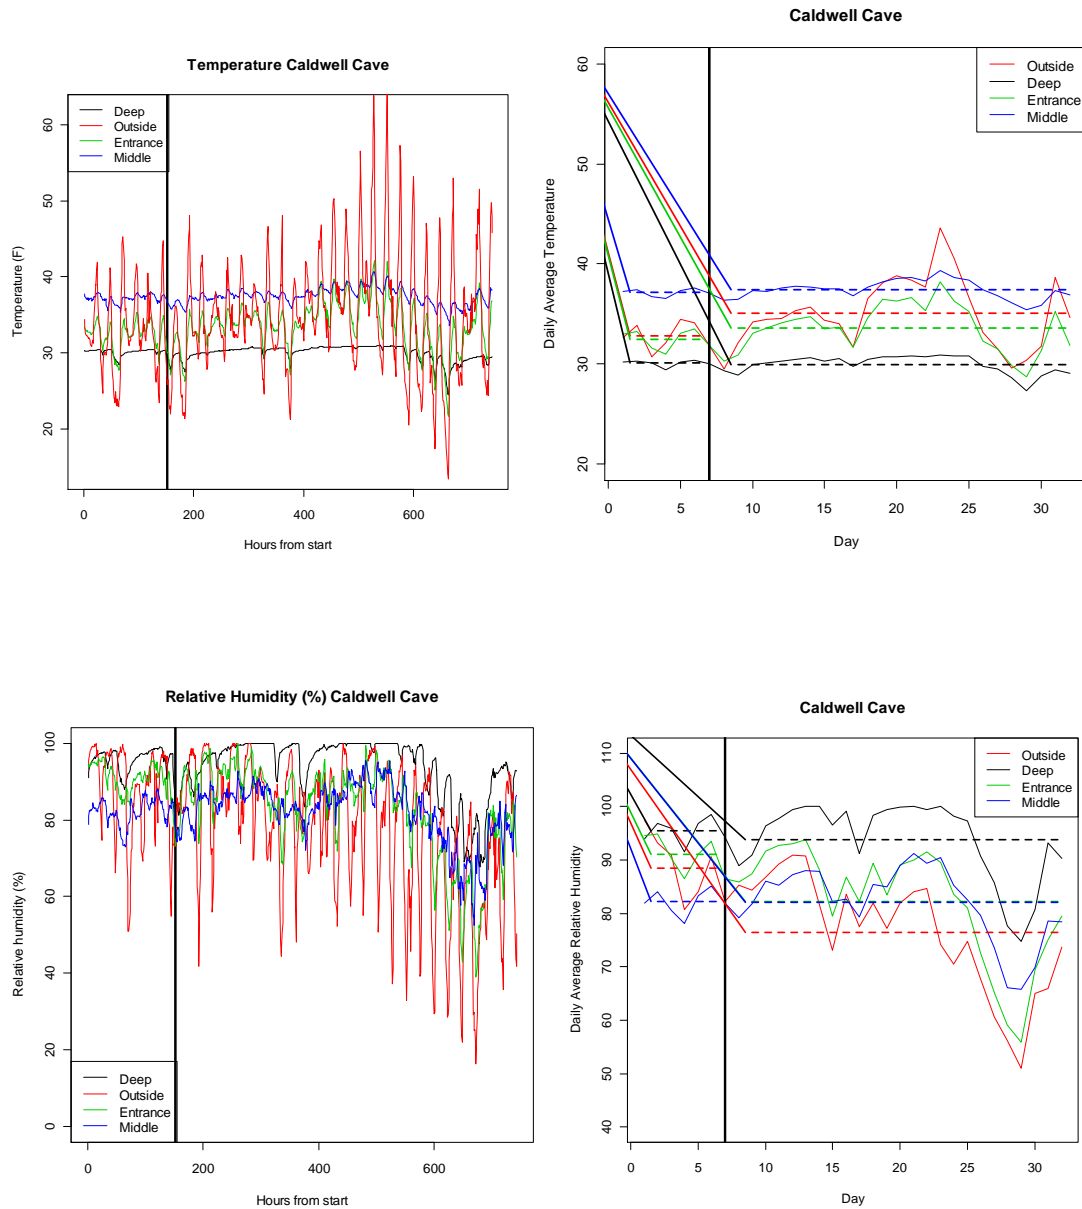 Temperature Caldwell Cave
Deep
Outside
Entrance
Middle
Temperature (F)
60
50
40
30
20
0
200
400
600
Hours from start
Caldwell Cave
Outside
Deep
Entrance
Middle
Daily Average Temperature
60
50
40
30
20
0
5
10
15
20
25
30
Day
Relative Humidity (%) Caldwell Cave
Relative humidity (%)
100
80
60
40
20
0
Deep
Outside
Entrance
Middle
0
200
400
600
Hours from start
Caldwell Cave
Outside
Deep
Entrance
Middle
Daily Average Relative Humidity
110
100
90
80
70
60
50
40
0
5
10
15
20
25
30
Day